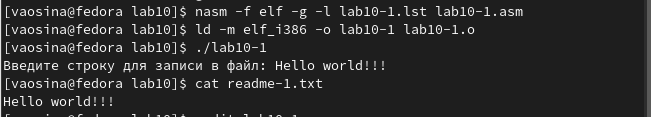 [vaosina@fedora lab10]$ nasm -f elf -g -l lab10-1.lst lab10-1.asm
[vaosina@fedora lab10]$ ld -m elf_i386 -o lab10-1 lab10-1.o
[vaosina@fedora lab10]$ ./lab10-1
Введите строку для записи в файл: Hello world!!!
[vaosina@fedora lab10]$ cat readme-1.txt
Hello world!!!